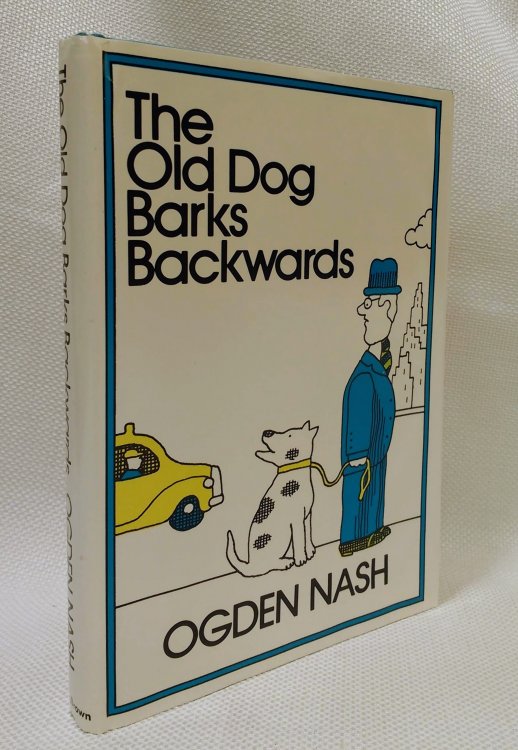 The
Old Dog
Barks
Backwards
OGDEN NASH
The Old Dog Barks Backwards OGDEN NASH